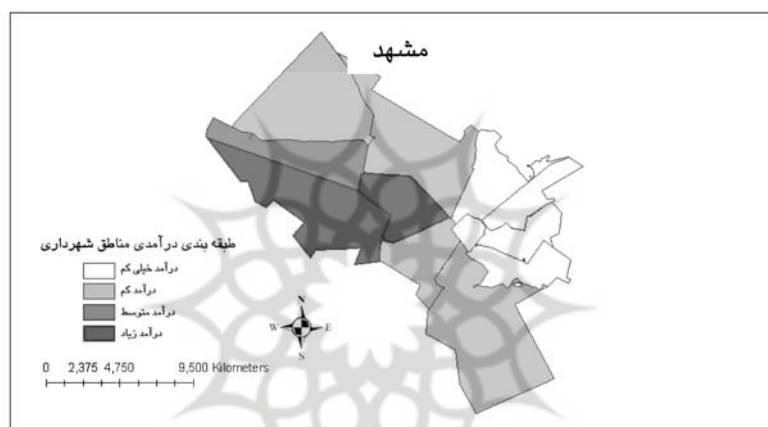 مشهد
طبقه بندی درآمدی مناطق شهرداری
درآمد خیلی کم
درآمد کم
درآمد متوسط
درآمد زیاد
N
W E
S
0 2,375 4,750 9,500 Kilometers